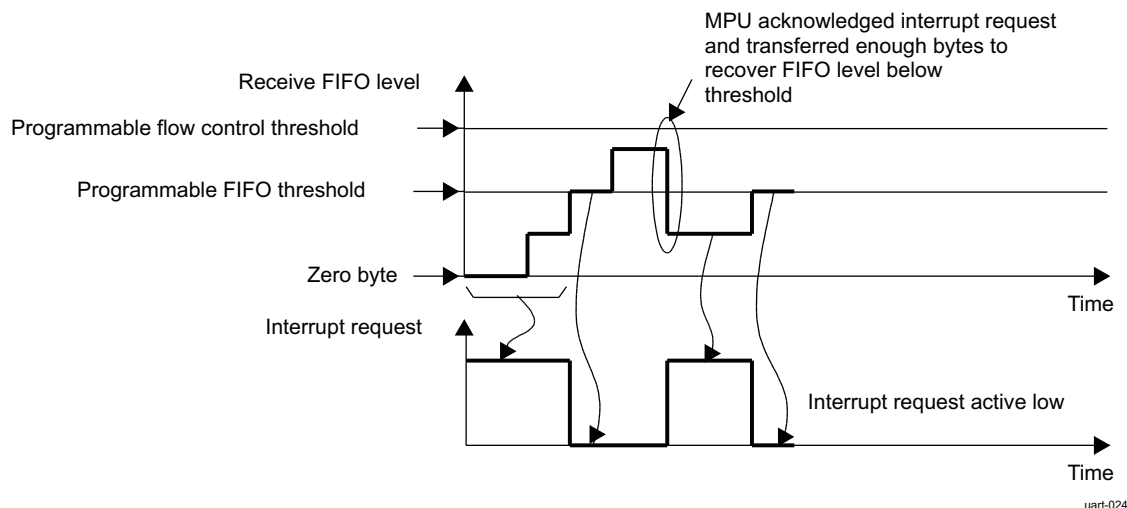 MPU acknowledged interrupt request
and transferred enough bytes to
recover FIFO level below
threshold
Receive FIFO level
Programmable flow control threshold
Programmable FIFO threshold
Zero byte
Time
Interrupt request
Interrupt request active low
Time
uart-024